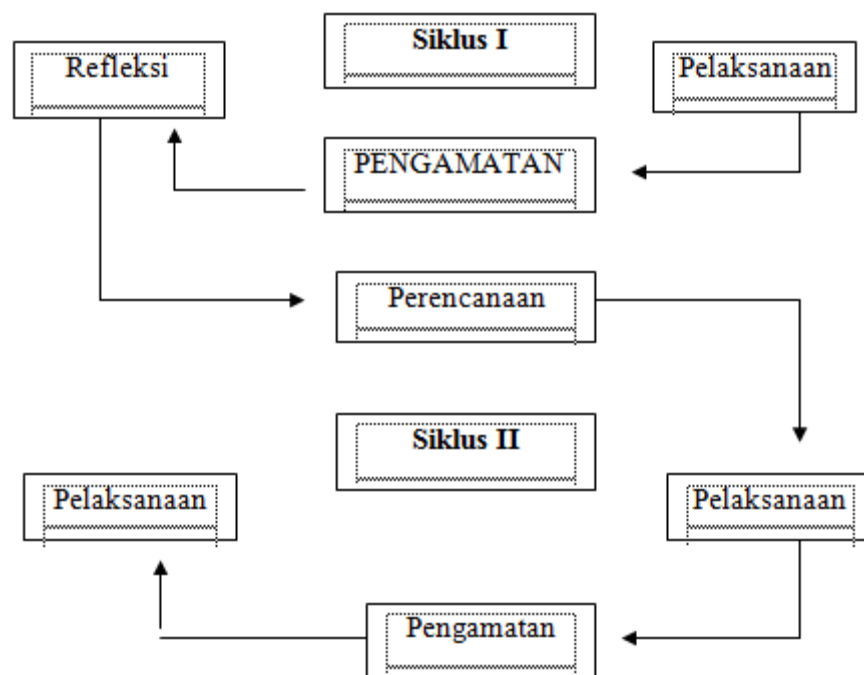 Siklus I
Refleksi
Pelaksanaan
PENGAMATAN
Perencanaan
Siklus II
Pelaksanaan
Pelaksanaan
Pengamatan